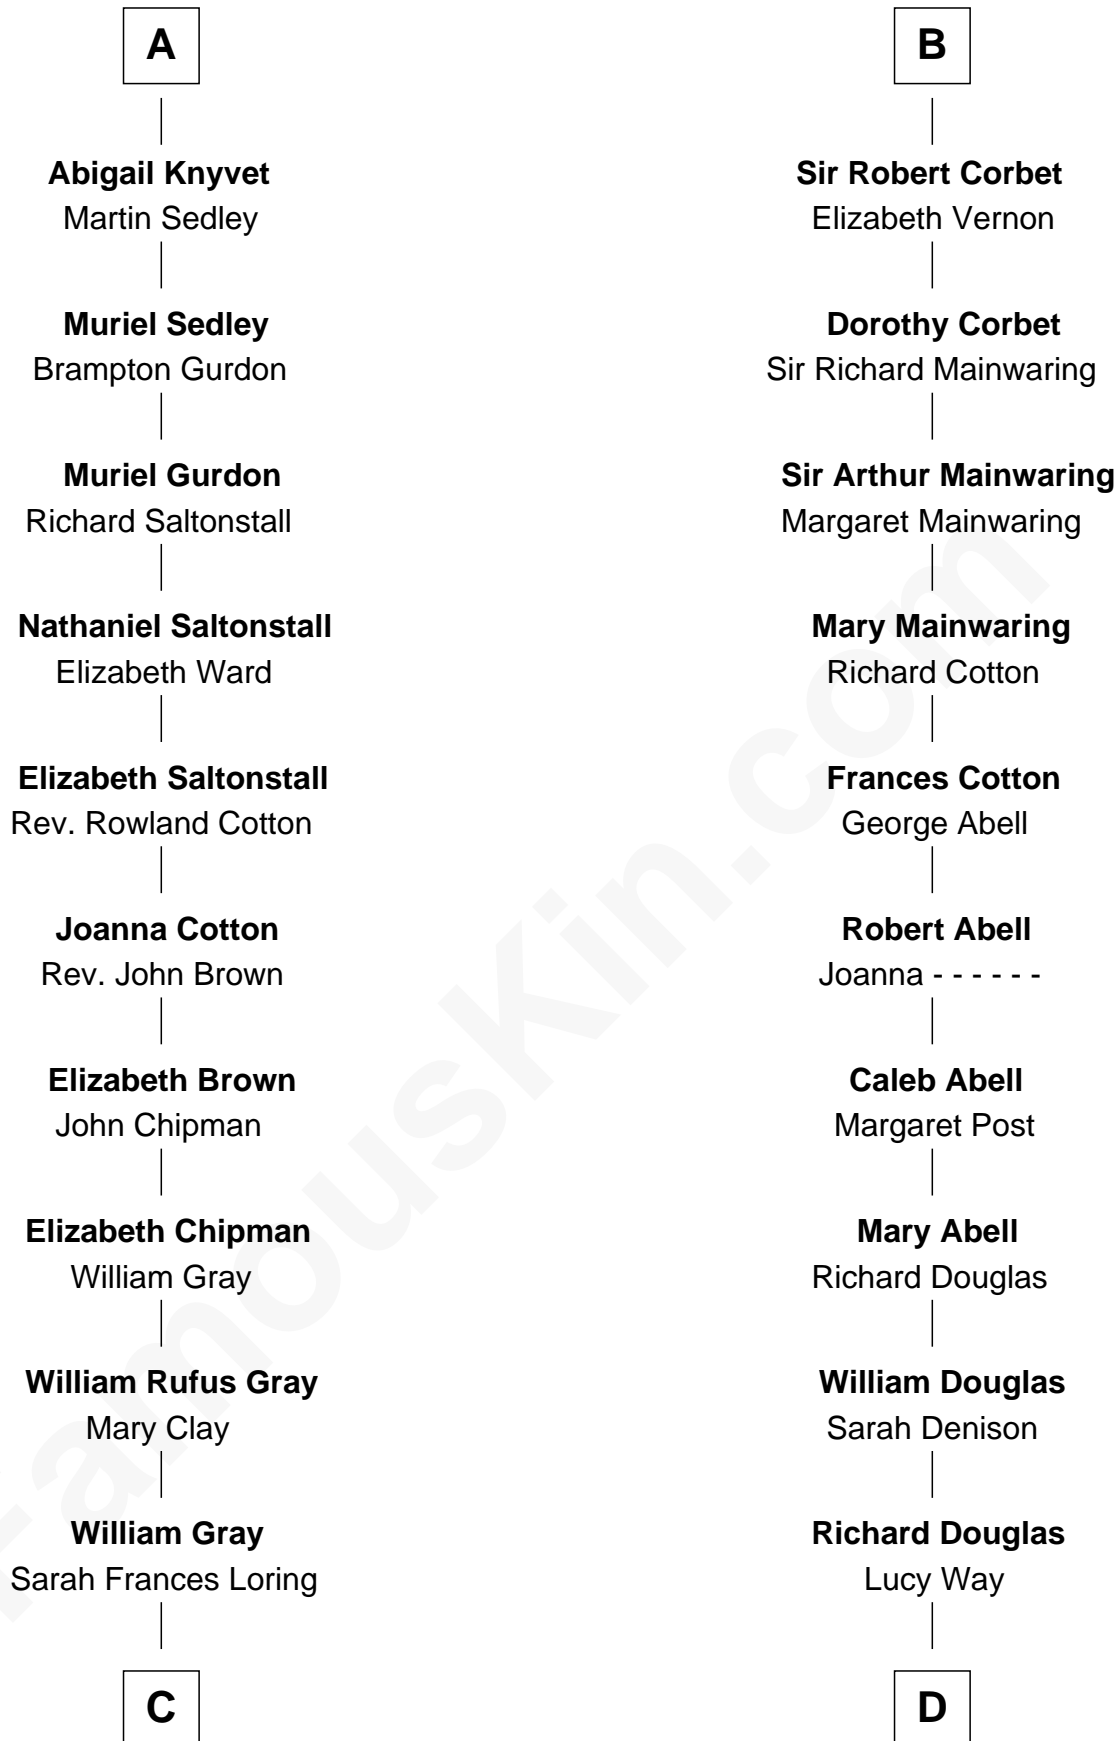 A
Abigail Knyvet
Martin Sedley
Muriel Sedley
Brampton Gurdon
Muriel Gurdon
Richard Saltonstall
Nathaniel Saltonstall
Elizabeth Ward
Elizabeth Saltonstall
Rev. Rowland Cotton
Joanna Cotton
Rev. John Brown
Elizabeth Brown
John Chipman
Elizabeth Chipman
William Gray
William Rufus Gray
Mary Clay
William Gray
Sarah Frances Loring
C
B
Sir Robert Corbet
Elizabeth Vernon
Dorothy Corbet
Sir Richard Mainwaring
Sir Arthur Mainwaring
Margaret Mainwaring
Mary Mainwaring
Richard Cotton
Frances Cotton
George Abell
Robert Abell
Joanna - - - - - -
Caleb Abell
Margaret Post
Mary Abell
Richard Douglas
William Douglas
Sarah Denison
Richard Douglas
Lucy Way
D
FamousKin.com